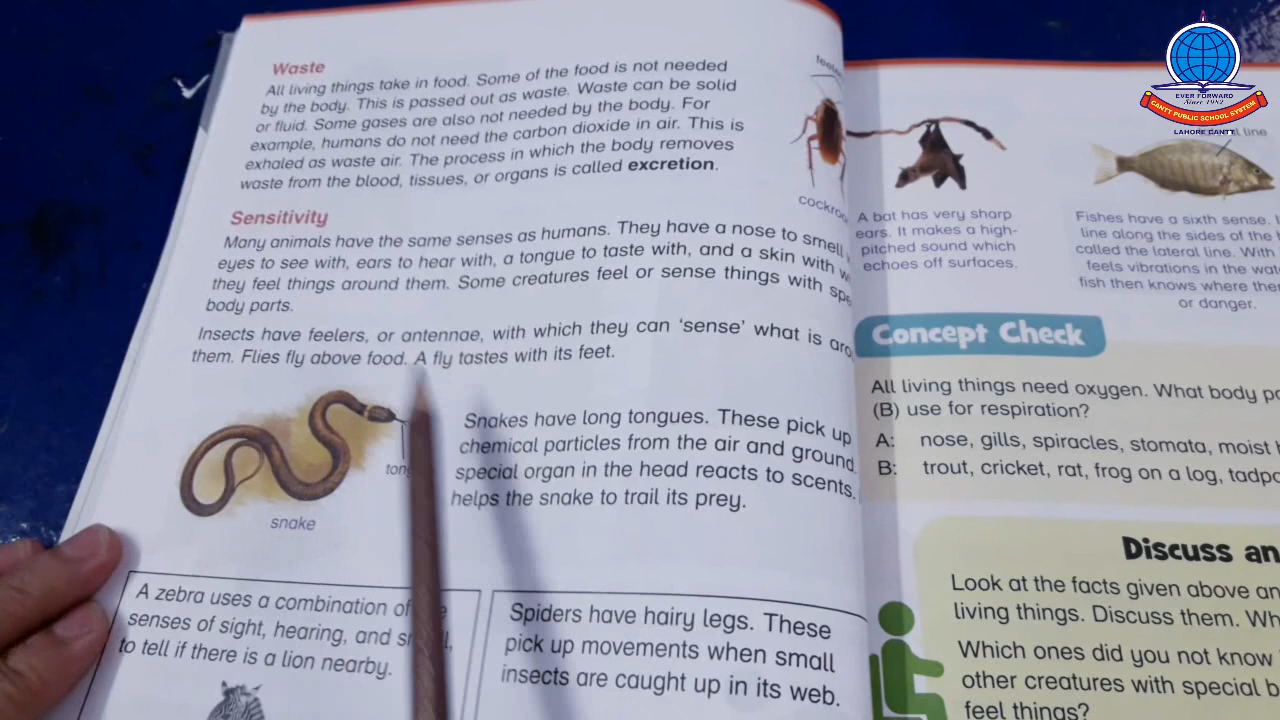 Waste
All living things take in food. Some of the food is not needed
by the body. This is passed out as waste. Waste can be solid
or fluid. Some gases are also not needed by the body. For
example, humans do not need the carbon dioxide in air. This is
exhaled as waste air. The process in which the body removes
waste from the blood, tissues, or organs is called excretion.
Sensitivity
Many animals have the same senses as humans. They have a nose to smell
eyes to see with, ears to hear with, a tongue to taste with, and a skin with
they feel things around them. Some creatures feel or sense things with
body parts.
Insects have feelers, or antennae, with which they can 'sense' what is
them. Flies fly above food. A fly tastes with its feet.
Snakes have long tongues. These pick up
chemical particles from the air and ground.
special organ in the head reacts to scents.
helps the snake to trail its prey.
snake
A zebra uses a combination of
senses of sight, hearing, and
to tell if there is a lion nearby.
Spiders have hairy legs. These
pick up movements when small
insects are caught up in its web.
A bat has very sharp
ears. It makes a high-
pitched sound which
echoes off surfaces.
line
Fishes have a sixth sense.
line along the sides of the
called the lateral line. With
feels vibrations in the
fish then knows where
or danger.
Concept Check
All living things need oxygen. What body
(B) use for respiration?
A: nose, gills, spiracles, stomata, moist
B: trout, cricket, rat, frog on a log,
Discuss
Look at the facts given above
living things. Discuss them.
Which ones did you not know
other creatures with special
feel things?
EVER FORWARD
Since 1982
CANTT PUBLIC SCHOOL SYSTEM
LAHORE CANTT